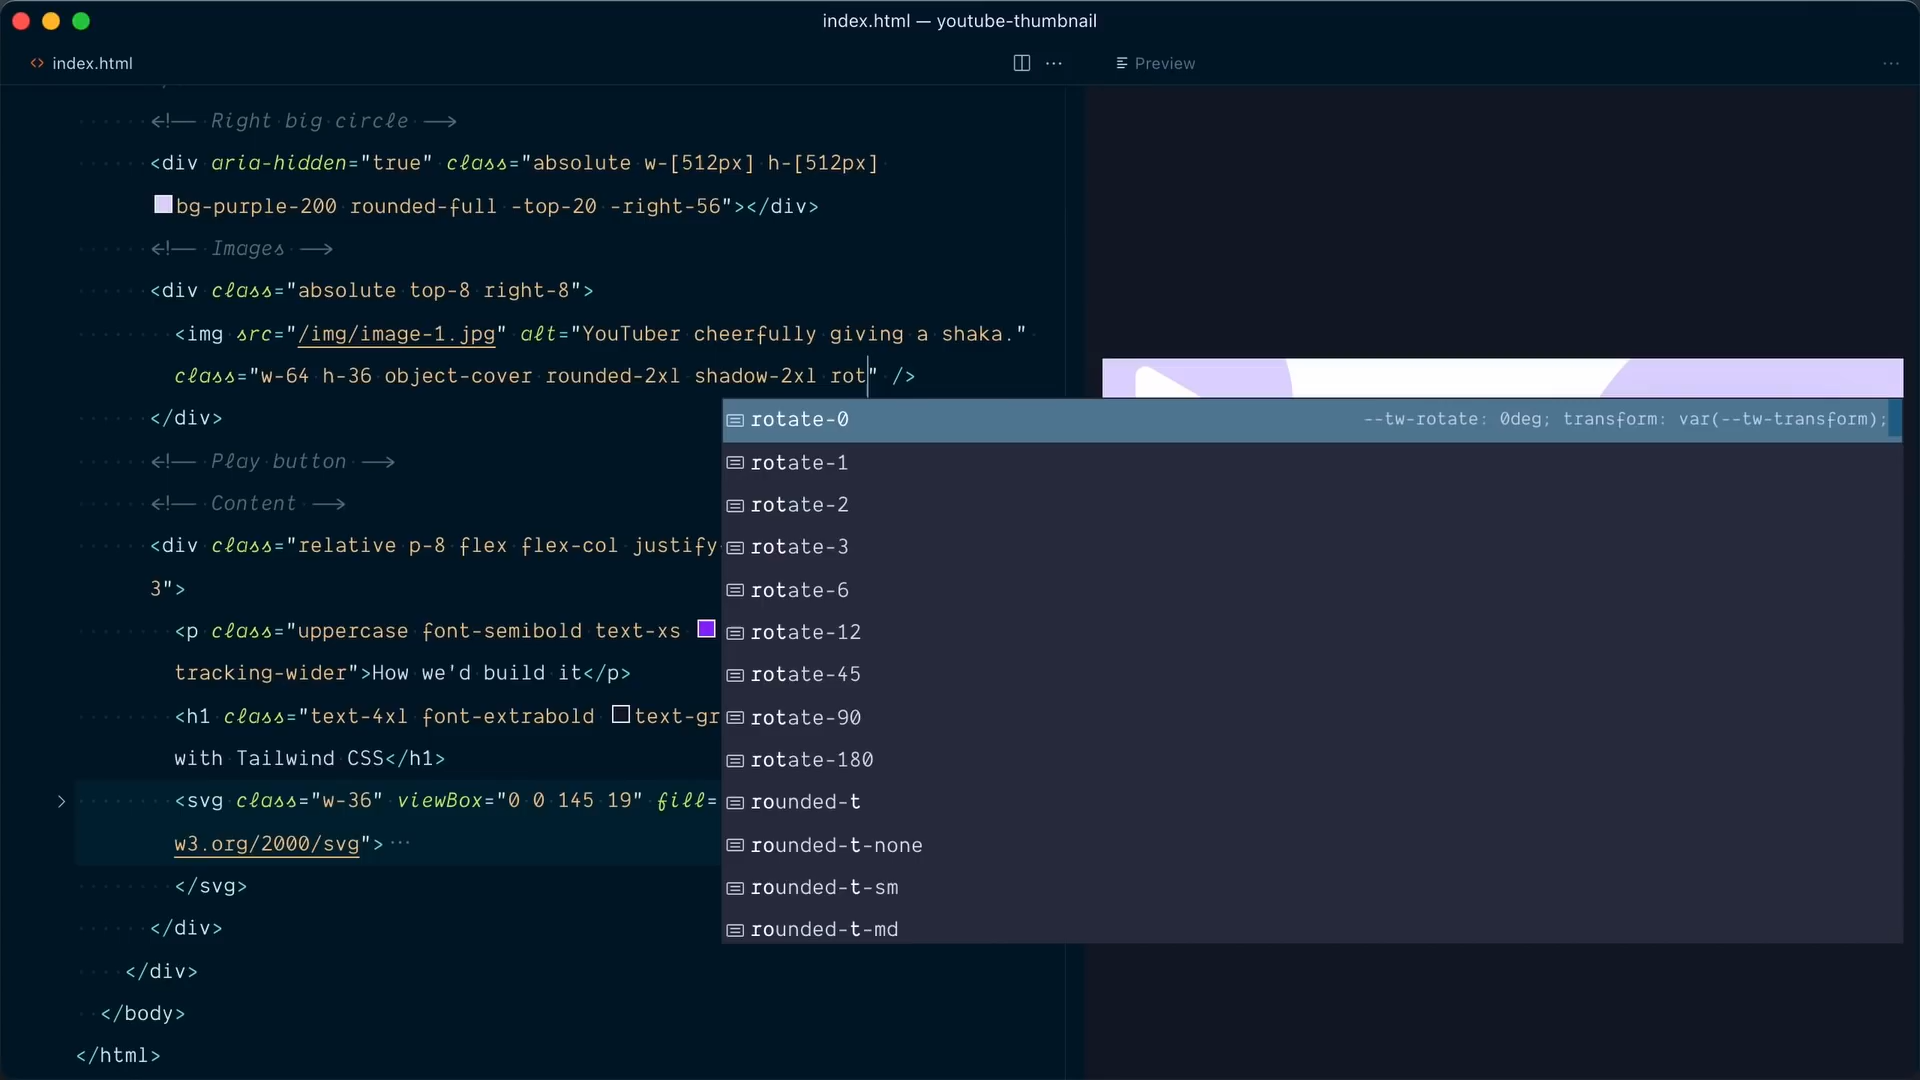 index.html — youtube-thumbnail
index.html
Preview
<!-- Right big circle -->
<div aria-hidden="true" class="absolute w-[512px] h-[512px]
bg-purple-200 rounded-full -top-20 -right-56"></div>
<!-- Images -->
<div class="absolute top-8 right-8">
<img src="/img/image-1.jpg" alt="YouTuber cheerfully giving a shaka."
class="w-64 h-36 object-cover rounded-2xl shadow-2xl rot" />
</div>
<!-- Play button -->
<!-- Content -->
<div class="relative p-8 flex flex-col justify-
3">
<p class="uppercase font-semibold text-xs
tracking-wider">How we'd build it</p>
<h1 class="text-4xl font-extrabold text-gr
with Tailwind CSS</h1>
<svg class="w-36" viewBox="0 0 145 19" fill=
w3.org/2000/svg">···
</svg>
</div>
</div>
</body>
</html>
rotate-0 --tw-rotate: 0deg; transform: var(--tw-transform);
rotate-1
rotate-2
rotate-3
rotate-6
rotate-12
rotate-45
rotate-90
rotate-180
rounded-t
rounded-t-none
rounded-t-sm
rounded-t-md